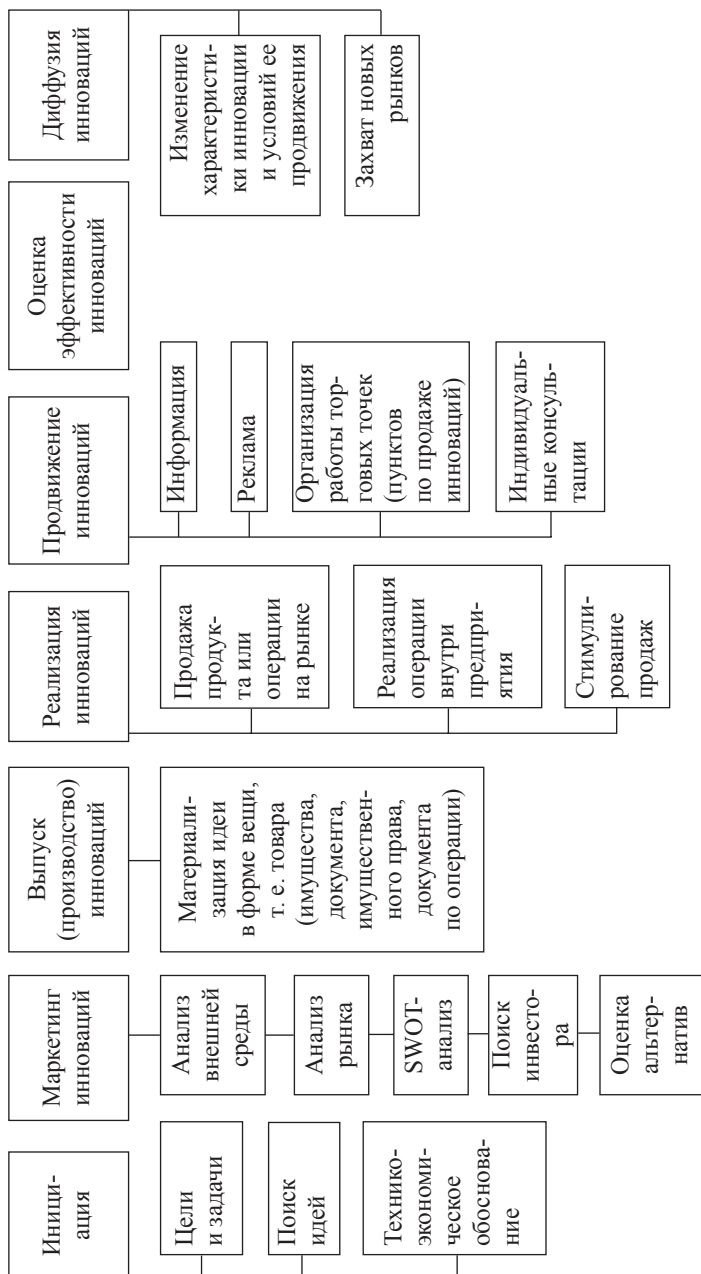 Иници-
ация
Цели
и задачи
Поиск
идей
Технико-
экономи-
ческое
обоснова-
ние
Маркетинг
инноваций
Анализ
внешней
среды
Анализ
рынка
SWOT-
анализ
Поиск
инвесто-
ра
Оценка
альтер-
натив
Выпуск
(производство)
инноваций
Материали-
зация идеи
в форме вещи,
т. е. товара
(имущества,
документа,
имуществен-
ного права,
документа
по операции)
Реализация
инноваций
Продажа
продук-
та или
операции
на рынке
Реализация
операции
внутри
предпри-
ятия
Стимули-
рование
продаж
Продвижение
инноваций
Информация
Реклама
Организация
работы тор-
говых точек
(пунктов
по продаже
инноваций)
Индивидуаль-
ные консуль-
тации
Оценка
эффективности
инноваций
Диффузия
инноваций
Изменение
характеристи-
ки инновации
и условий ее
продвижения
Захват новых
рынков